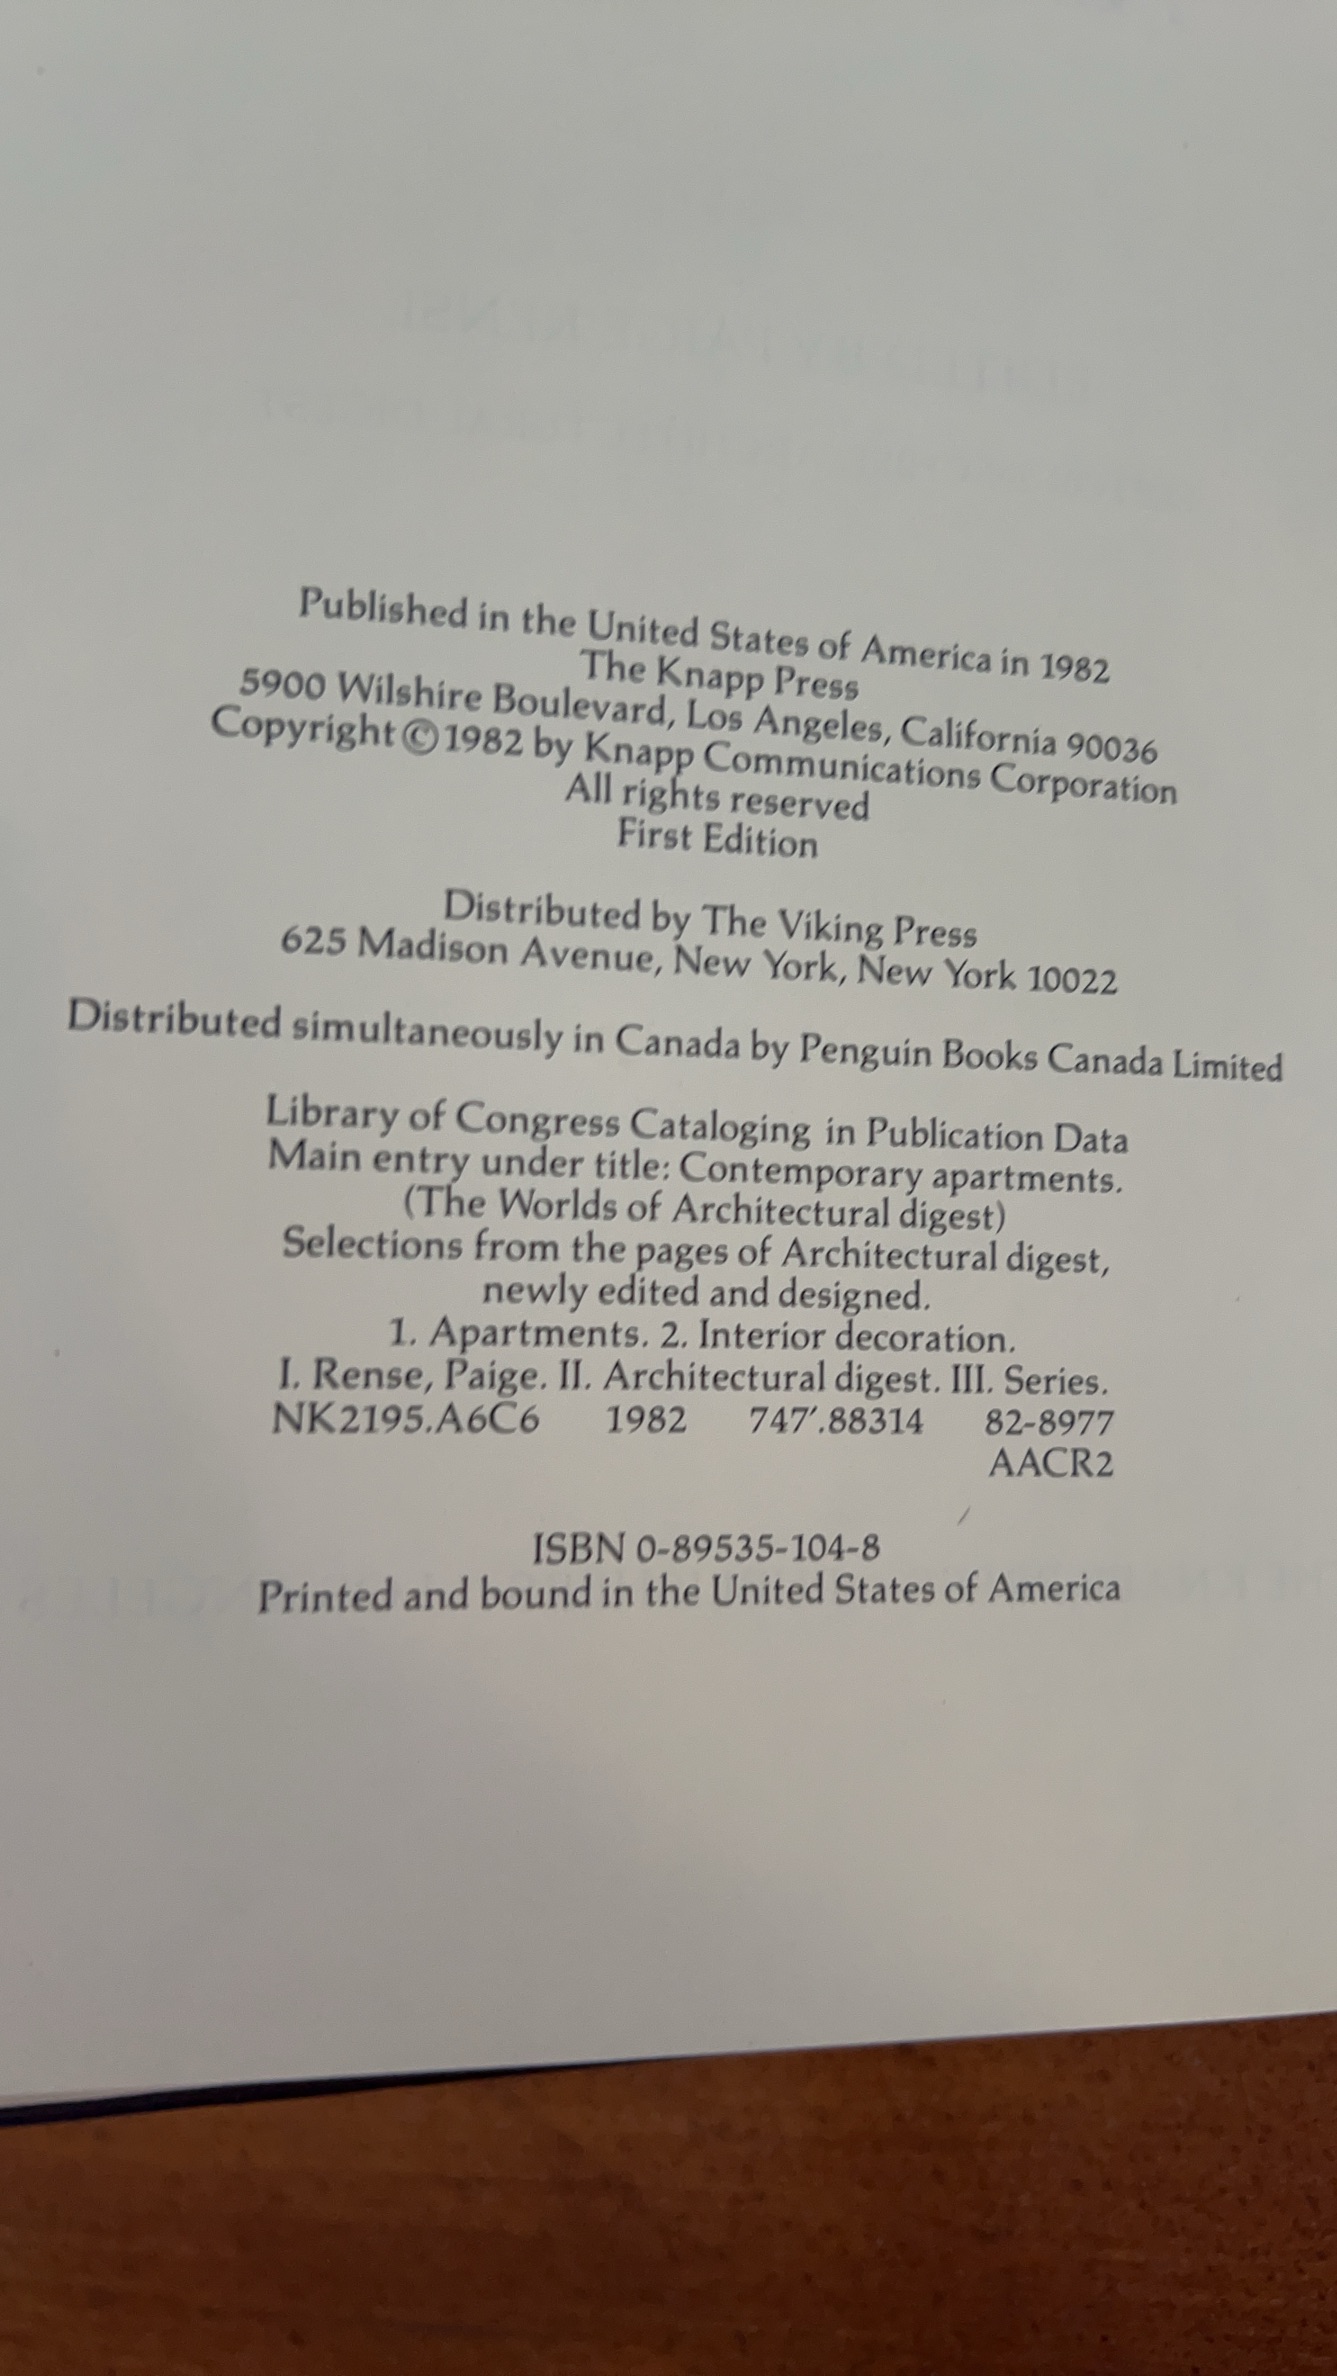 Published in the United States of America in 1982
The Knapp Press
5900 Wilshire Boulevard, Los Angeles, California 90036
Copyright © 1982 by Knapp Communications Corporation
All rights reserved
First Edition
Distributed by The Viking Press
625 Madison Avenue, New York, New York 10022
Distributed simultaneously in Canada by Penguin Books Canada Limited
Library of Congress Cataloging in Publication Data
Main entry under title: Contemporary apartments.
(The Worlds of Architectural digest)
Selections from the pages of Architectural digest,
newly edited and designed.
1. Apartments. 2. Interior decoration.
I. Rense, Paige. II. Architectural digest. III. Series.
NK2195.A6C6 1982 747′.88314 82-8977
AACR2
ISBN 0-89535-104-8
Printed and bound in the United States of America